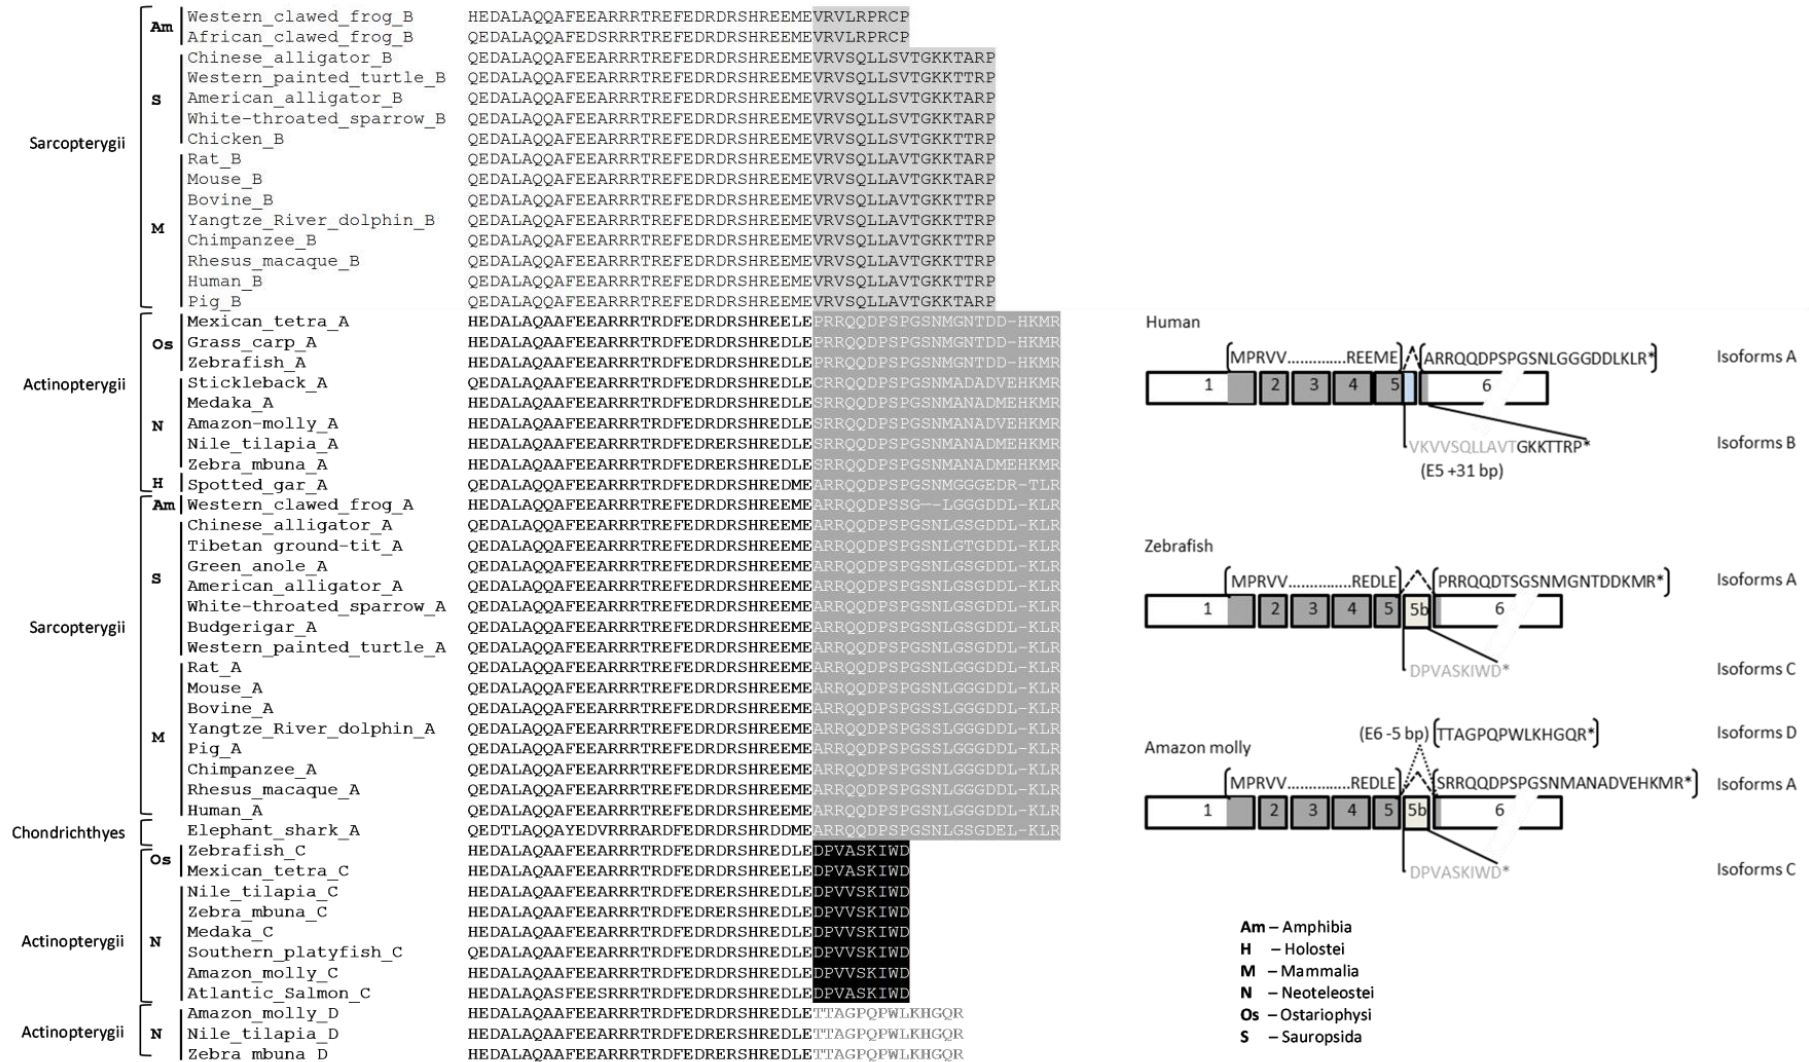 Western_clawed_frog_B HEDALAQQAFEEARRRTREFEDRDRSHREEMEVRVLRPRCP
Am
African_clawed_frog_B QEDALAQQAFEDSRRRTREFEDRDRSHREEMEVRVLRPRCP
Chinese_alligator_B QEDALAQQAFEEARRRTREFEDRDRSHREEMEVRVSQLLSVTGKKTARP
Western_painted_turtle_B QEDALAQQAFEEARRRTREFEDRDRSHREEMEVRVSQLLSVTGKKTTRP
S
American_alligator_B QEDALAQQAFEEARRRTREFEDRDRSHREEMEVRVSQLLSVTGKKTARP
White-throated_sparrow_B QEDALAQQAFEEARRRTREFEDRDRSHREEMEVRVSQLLSVTGKKTARP
Chicken_B QEDALAQQAFEEARRRTREFEDRDRSHREEMEVRVSQLLSVTGKKTTRP
Sarcopterygii
Rat_B QEDALAQQAFEEARRRTREFEDRDRSHREEMEVRVSQLLAVTGKKTARP
Mouse_B QEDALAQQAFEEARRRTREFEDRDRSHREEMEVRVSQLLAVTGKKTARP
Bovine_B QEDALAQQAFEEARRRTREFEDRDRSHREEMEVRVSQLLAVTGKKTTRP
Yangtze_River_dolphin_B QEDALAQQAFEEARRRTREFEDRDRSHREEMEVRVSQLLAVTGKKTTRP
M
Chimpanzee_B QEDALAQQAFEEARRRTREFEDRDRSHREEMEVRVSQLLAVTGKKTTRP
Rhesus_macaque_B QEDALAQQAFEEARRRTREFEDRDRSHREEMEVRVSQLLAVTGKKTTRP
Human_B QEDALAQQAFEEARRRTREFEDRDRSHREEMEVRVSQLLAVTGKKTTRP
Pig_B QEDALAQQAFEEARRRTREFEDRDRSHREEMEVRVSQLLAVTGKKTARP
Mexican_tetra_A HEDALAQAAFEEARRRTRDFEDRDRSHREELEPRRQQDPSPGSNMGNTDD-HKMR
Os
Grass_carp_A HEDALAQAAFEEARRRTRDFEDRDRSHREDLEPRRQQDPSPGSNMGNTDD-HKMR
Zebrafish_A HEDALAQAAFEEARRRTRDFEDRDRSHREDLEPRRQQDPSPGSNMGNTDD-HKMR
Actinopterygii
Stickleback_A HEDALAQAAFEEARRRTRDFEDRDRSHREDLECRRQQDPSPGSNMADADVEHKMR
Medaka_A HEDALAQAAFEEARRRTRDFEDRDRSHREDLESRRQQDPSPGSNMANADMEHKMR
N
Amazon-molly_A HEDALAQAAFEEARRRTRDFEDRDRSHREDLESRRQQDPSPGSNMANADVEHKMR
Nile_tilapia_A HEDALAQAAFEEARRRTRDFEDRERSHREDLESRRQQDPSPGSNMANADMEHKMR
Zebra_mbuna_A HEDALAQAAFEEARRRTRDFEDRERSHREDLESRRQQDPSPGSNMANADMEHKMR
H
Spotted_gar_A HEDALAQAAFEEARRRTRDFEDRDRSHREDMEARRQQDPSPGSNMGGGEDR-TLR
Am
Western_clawed_frog_A HEDALAQQAFEEARRRTREFEDRDRSHREEMEARRQQDPSSG--LGGGDDL-KLR
Chinese_alligator_A QEDALAQQAFEEARRRTREFEDRDRSHREEMEARRQQDPSPGSNLGSGDDL-KLR
Tibetan_ground-tit_A QEDALAQQAFEEARRRTREFEDRDRSHREEMEARRQQDPSPGSNLGTGDDL-KLR
S
Green_anole_A QEDALAQQAFEEARRRTREFEDRDRSHREEMEARRQQDPSPGSNLGSGDDL-KLR
American_alligator_A QEDALAQQAFEEARRRTREFEDRDRSHREEMEARRQQDPSPGSNLGSGDDL-KLR
White-throated_sparrow_A QEDALAQQAFEEARRRTREFEDRDRSHREEMEARRQQDPSPGSNLGSGDDL-KLR
Sarcopterygii
Budgerigar_A QEDALAQQAFEEARRRTREFEDRDRSHREEMEARRQQDPSPGSNLGSGDDL-KLR
Western_painted_turtle_A QEDALAQQAFEEARRRTREFEDRDRSHREEMEARRQQDPSPGSNLGSGDDL-KLR
Rat_A QEDALAQQAFEEARRRTREFEDRDRSHREEMEARRQQDPSPGSNLGGGDDL-KLR
Mouse_A QEDALAQQAFEEARRRTREFEDRDRSHREEMEARRQQDPSPGSNLGGGDDL-KLR
Bovine_A QEDALAQQAFEEARRRTREFEDRDRSHREEMEARRQQDPSPGSSLGGGDDL-KLR
Yangtze_River_dolphin_A QEDALAQQAFEEARRRTREFEDRDRSHREEMEARRQQDPSPGSNLGGGDDL-KLR
M
Pig_A QEDALAQQAFEEARRRTREFEDRDRSHREEMEARRQQDPSPGSSLGGGDDL-KLR
Chimpanzee_A QEDALAQQAFEEARRRTREFEDRDRSHREEMEARRQQDPSPGSNLGGGDDL-KLR
Rhesus_macaque_A QEDALAQQAFEEARRRTREFEDRDRSHREEMEARRQQDPSPGSNLGGGDDL-KLR
Human_A QEDALAQQAFEEARRRTREFEDRDRSHREEMEARRQQDPSPGSNLGGGDDL-KLR
Chondrichthyes
Elephant_shark_A QEDTLAQQAYEDVRRRARDFEDRDRSHRDDMEARRQQDPSPGSNLGSGDEL-KLR
Zebrafish_C HEDALAQAAFEEARRRTRDFEDRDRSHREDLEDPVASKIWD
Os
Mexican_tetra_C HEDALAQAAFEEARRRTRDFEDRDRSHREELEDPVASKIWD
Nile_tilapia_C HEDALAQAAFEEARRRTRDFEDRERSHREDLEDPVVSKIWD
Zebra_mbuna_C HEDALAQAAFEEARRRTRDFEDRERSHREDLEDPVVSKIWD
Actinopterygii
N
Medaka_C HEDALAQAAFEEARRRTRDFEDRDRSHREDLEDPVVSKIWD
Southern_platyfish_C QEDALAQAAFEEARRRTRDFEDRDRSHREDLEDPVVSKIWD
Amazon_molly_C HEDALAQAAFEEARRRTRDFEDRDRSHREDLEDPVVSKIWD
Atlantic_Salmon_C HEDALAQASFEESRRRTRDFEDRDRSHREDLEDPVASKIWD
Amazon_molly_D HEDALAQAAFEEARRRTRDFEDRDRSHREDLETTAGPQPWLKHGQR
Actinopterygii
N
Nile_tilapia_D HEDALAQAAFEEARRRTRDFEDRERSHREDLETTAGPQPWLKHGQR
Zebra_mbuna_D HEDALAQAAFEEARRRTRDFEDRERSHREDLETTAGPQPWLKHGQR
Human
MPRVV.............REEME ARRQQDPSPGSNLGGGDDLKLR* Isoforms A
1 2 3 4 5 6
VKVVSQLLAVTGKKTTRP* Isoforms B
(E5 +31 bp)
Zebrafish
MPRVV..............REDLE PRRQQDTSGSNMGNTDDKMR* Isoforms A
1 2 3 4 5 5b 6
DPVASKIWD* Isoforms C
(E6 -5 bp) TTAGPQPWLKHGQR* Isoforms D
Amazon molly
MPRVV..............REDLE SRRQQDPSPGSNMANADVEHKMR* Isoforms A
1 2 3 4 5 5b 6
DPVASKIWD* Isoforms C
Am – Amphibia
H – Holostei
M – Mammalia
N – Neoteleostei
Os – Ostariophysi
S – Sauropsida